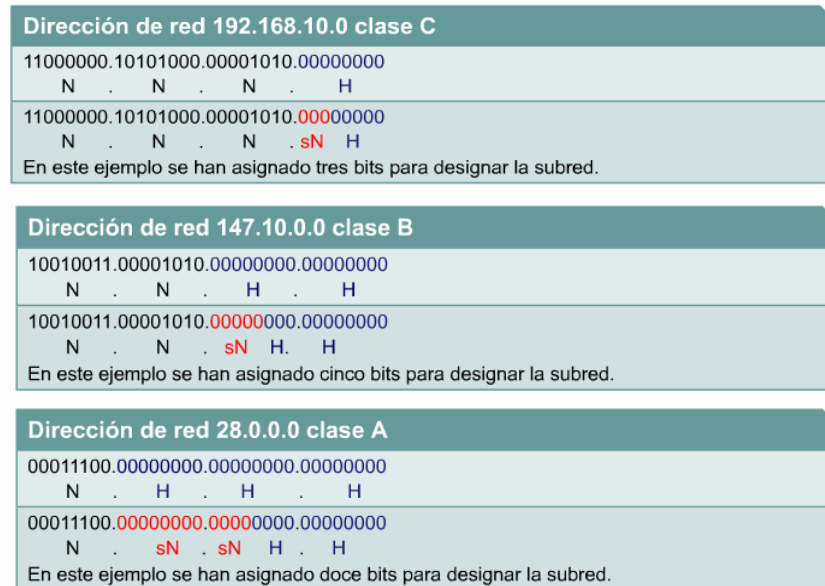 Dirección de red 192.168.10.0 clase C
11000000.10101000.00001010.00000000
N . N . N . H
11000000.10101000.00001010.00000000
N . N . N . sN H
En este ejemplo se han asignado tres bits para designar la subred.
Dirección de red 147.10.0.0 clase B
10010011.00001010.00000000.00000000
N . N . H . H
10010011.00001010.00000000.00000000
N . N . sN H. H
En este ejemplo se han asignado cinco bits para designar la subred.
Dirección de red 28.0.0.0 clase A
00011100.00000000.00000000.00000000
N . H . H . H
00011100.00000000.00000000.00000000
N . sN . sN H . H
En este ejemplo se han asignado doce bits para designar la subred.